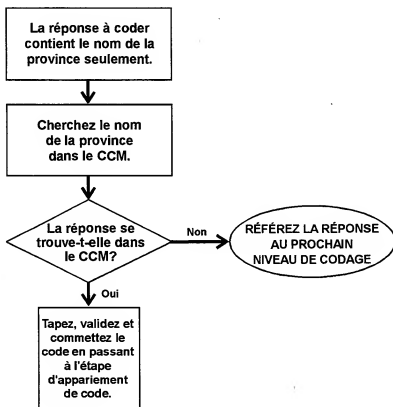 La réponse à coder
contient le nom de la
province seulement.
Cherchez le nom
de la province
dans le CCM.
La réponse se
trouve-t-elle dans
le CCM?
Non
RÉFÉREZ LA RÉPONSE
AU PROCHAIN
NIVEAU DE CODAGE
Oui
Tapez, validez et
commettez le
code en passant
à l'étape
d'appariement
de code.